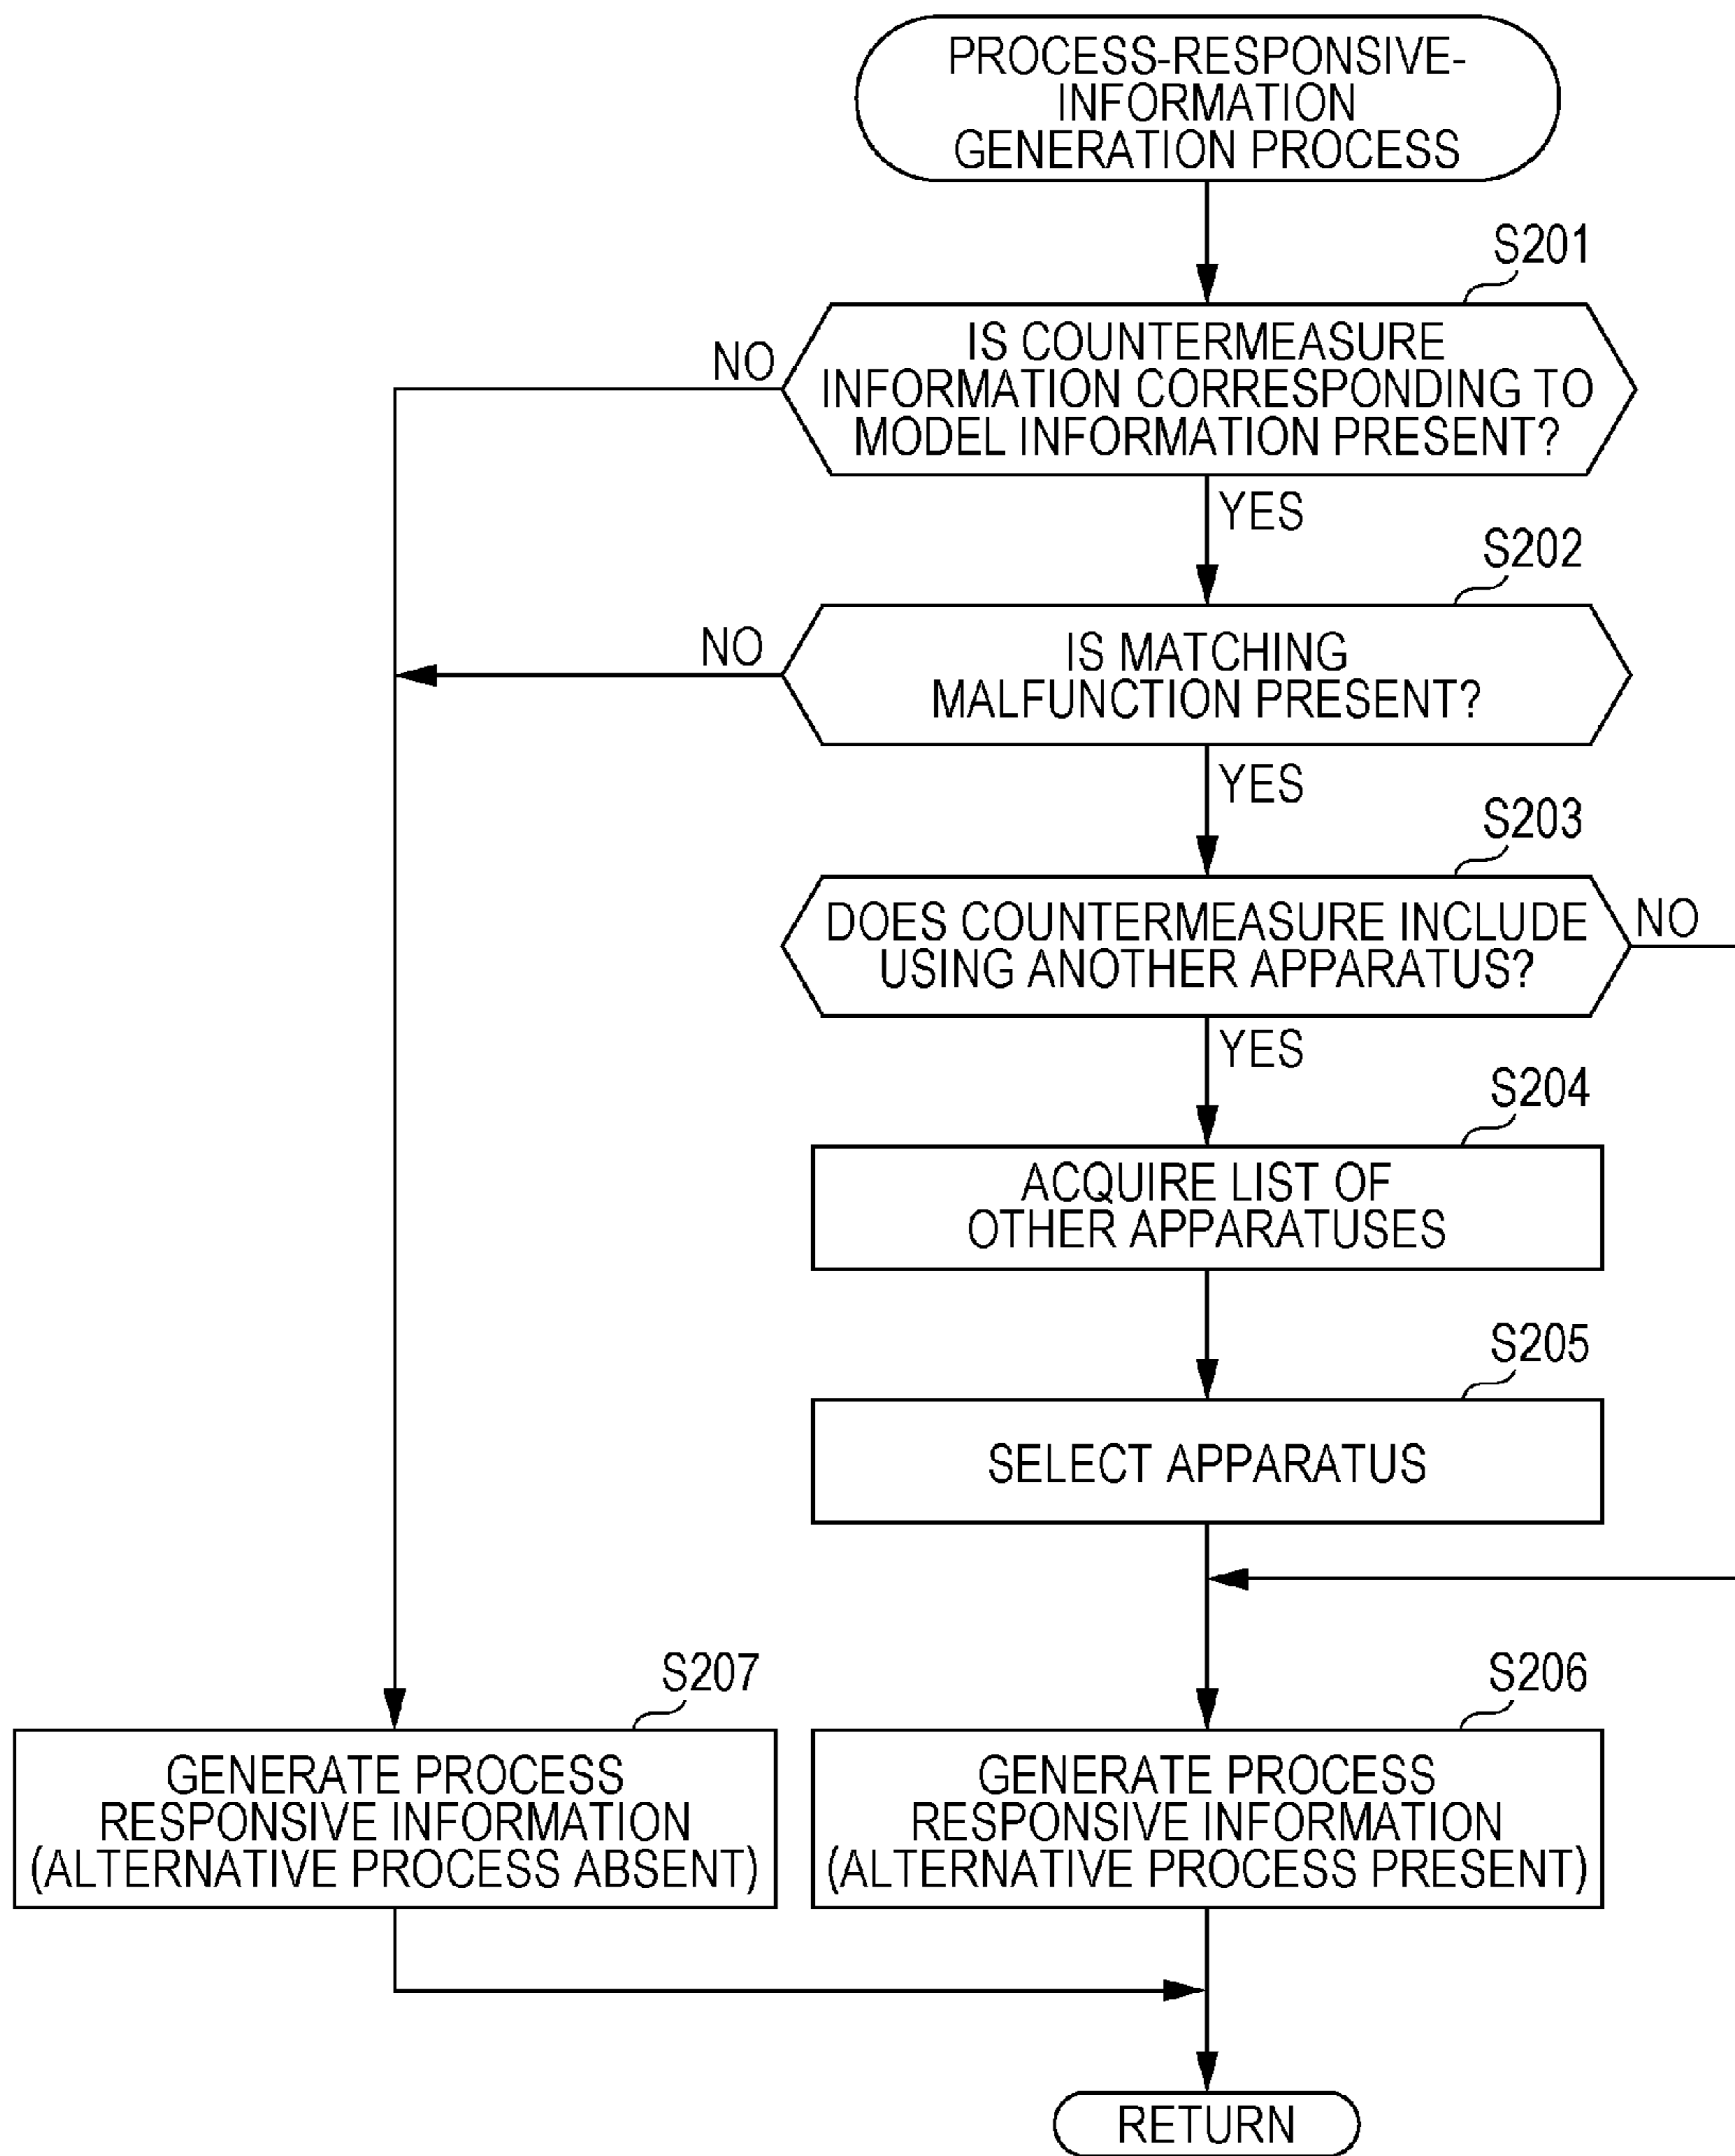 PROCESS-RESPONSIVE-
INFORMATION
GENERATION PROCESS
S201
IS COUNTERMEASURE
INFORMATION CORRESPONDING TO
MODEL INFORMATION PRESENT?
NO
YES
S202
IS MATCHING
MALFUNCTION PRESENT?
NO
YES
S203
DOES COUNTERMEASURE INCLUDE
USING ANOTHER APPARATUS?
NO
YES
S204
ACQUIRE LIST OF
OTHER APPARATUSES
S205
SELECT APPARATUS
S207
GENERATE PROCESS
RESPONSIVE INFORMATION
(ALTERNATIVE PROCESS ABSENT)
S206
GENERATE PROCESS
RESPONSIVE INFORMATION
(ALTERNATIVE PROCESS PRESENT)
RETURN